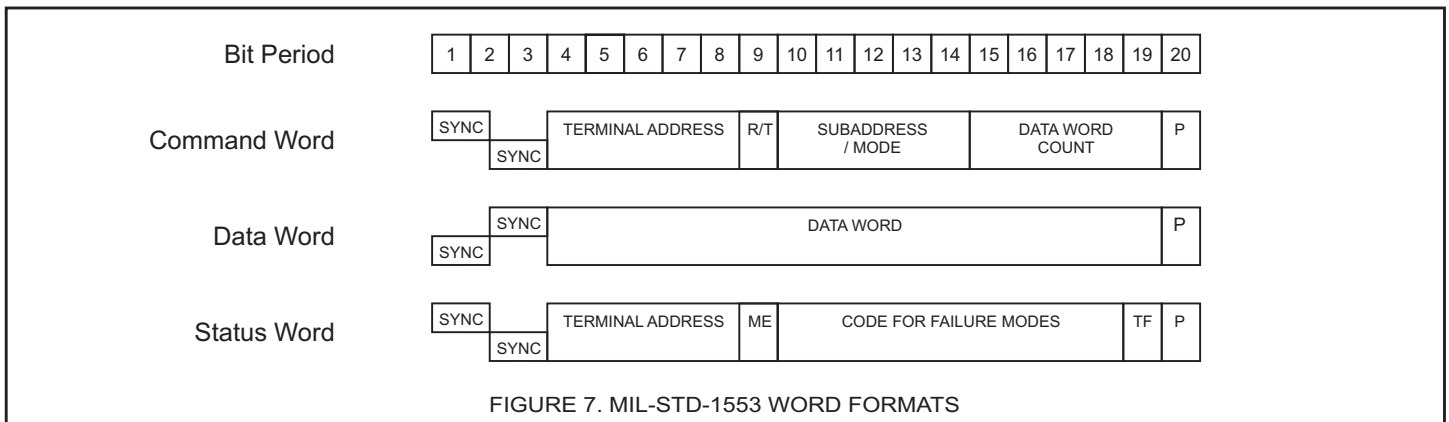 Bit Period 1 2 3 4 5 6 7 8 9 10 11 12 13 14 15 16 17 18 19 20
Command Word SYNC SYNC TERMINAL ADDRESS R/T SUBADDRESS / MODE DATA WORD COUNT P
Data Word SYNC SYNC DATA WORD P
Status Word SYNC SYNC TERMINAL ADDRESS ME CODE FOR FAILURE MODES TF P
FIGURE 7. MIL-STD-1553 WORD FORMATS